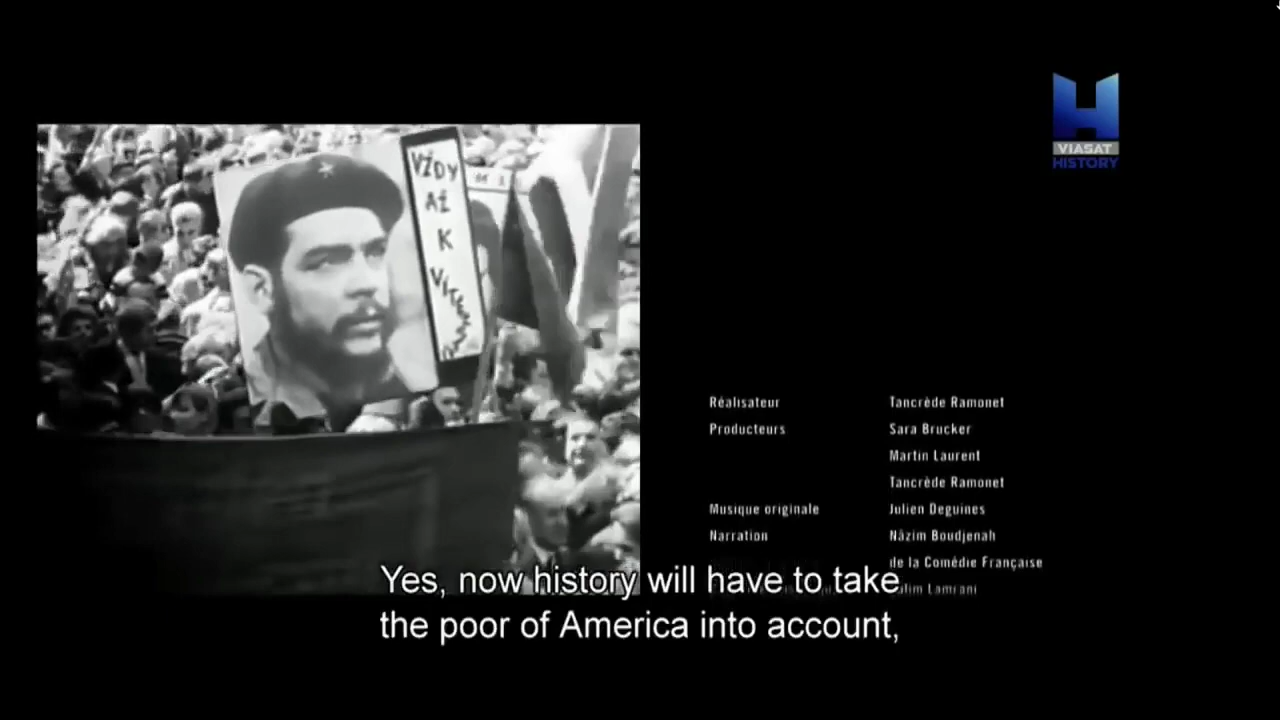 VIASAT
HISTORY
VŽDY
AŽ
K
Réalisateur Tancrède Ramonet
Producteurs Sara Brucker
Martin Laurent
Tancrède Ramonet
Musique originale Julien Deguines
Narration Nâzim Boudjenah
de la Comédie Française
Lamrani
Yes, now history will have to take
the poor of America into account,